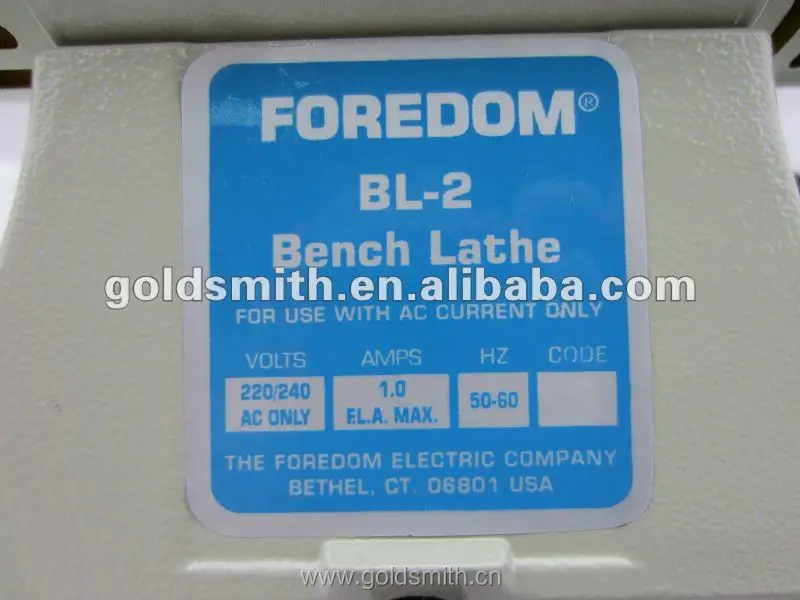 FOREDOM®
BL-2
Bench Lathe
goldsmith.en.alibaba.com
FOR USE WITH AC CURRENT ONLY
VOLTS AMPS HZ CODE
220/240 1.0 50-60
AC ONLY F.L.A. MAX.
THE FOREDOM ELECTRIC COMPANY
BETHEL, CT. 06801 USA
www.goldsmith.cn